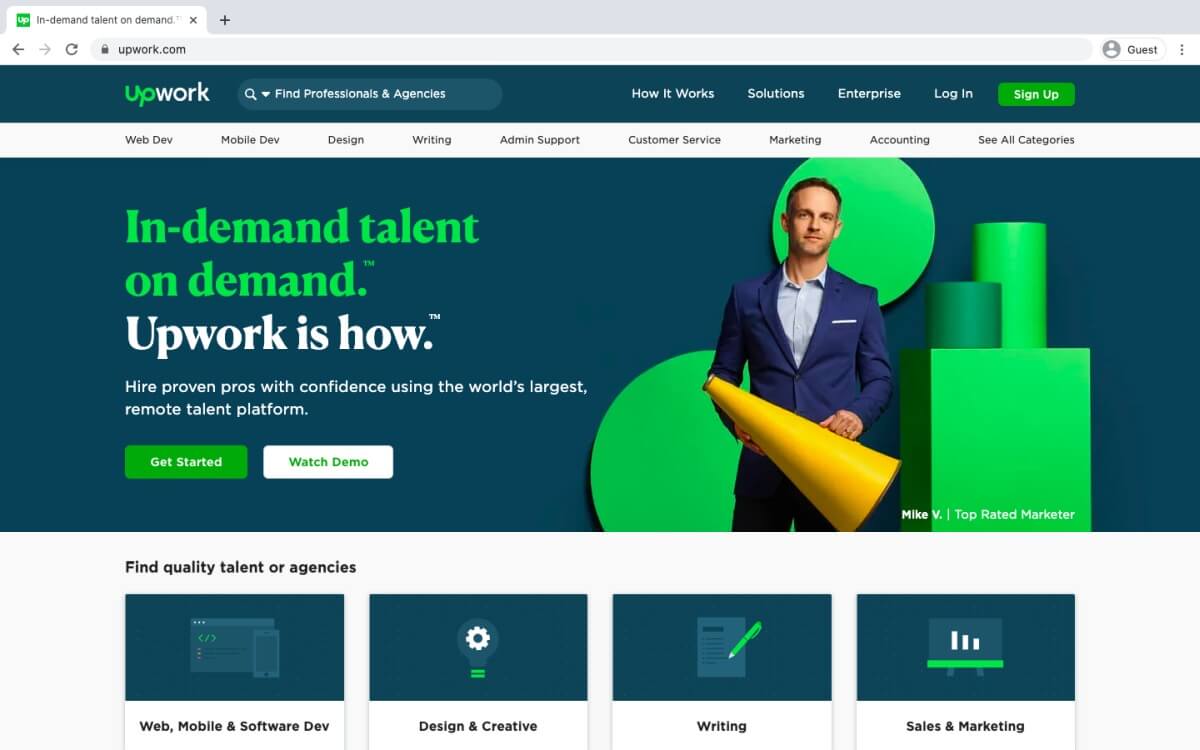 Up In-demand talent on demand.™
upwork.com
Guest
Upwork
Find Professionals & Agencies
How It Works
Solutions
Enterprise
Log In
Sign Up
Web Dev
Mobile Dev
Design
Writing
Admin Support
Customer Service
Marketing
Accounting
See All Categories
In-demand talent
on demand.™
Upwork is how.™
Hire proven pros with confidence using the world’s largest,
remote talent platform.
Get Started
Watch Demo
Mike V. | Top Rated Marketer
Find quality talent or agencies
</>
Web, Mobile & Software Dev
Design & Creative
Writing
Sales & Marketing